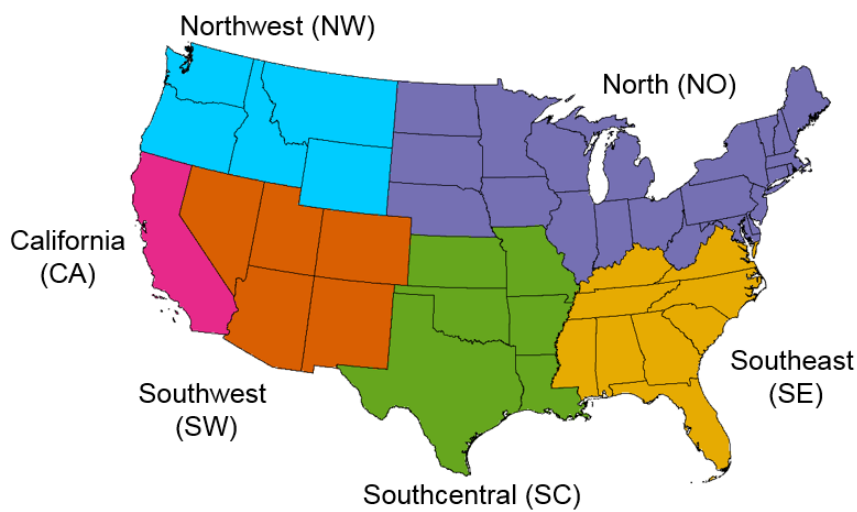 Northwest (NW)
North (NO)
California
(CA)
Southwest
(SW)
Southeast
(SE)
Southcentral (SC)